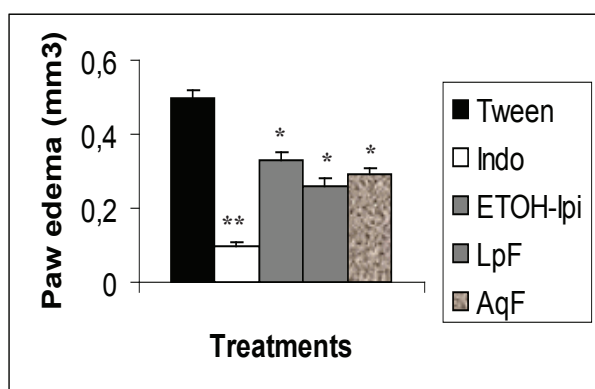 Paw edema (mm3)
0,6
0,4
0,2
0
**
*
*
*
Treatments
Tween
Indo
ETOH-Ipi
LpF
AqF